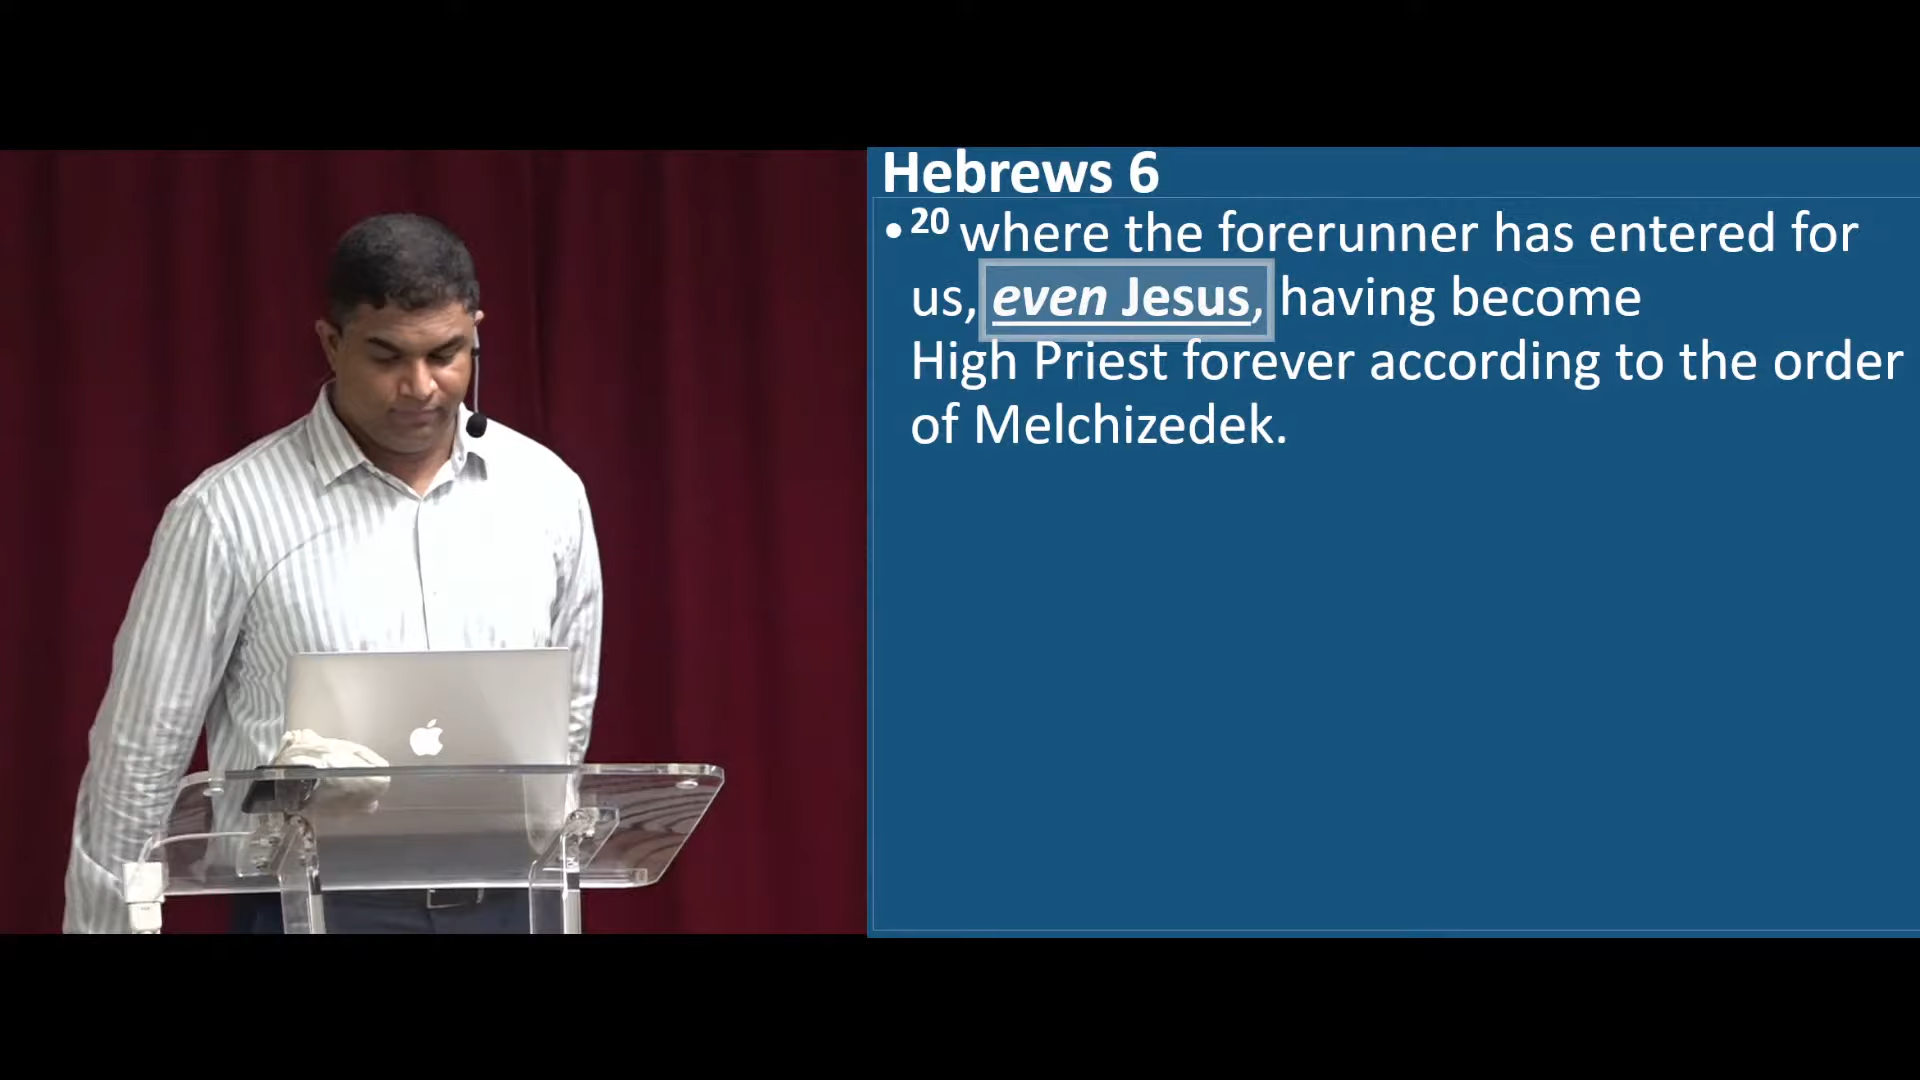 Hebrews 6
• 20 where the forerunner has entered for
us, even Jesus, having become
High Priest forever according to the order
of Melchizedek.